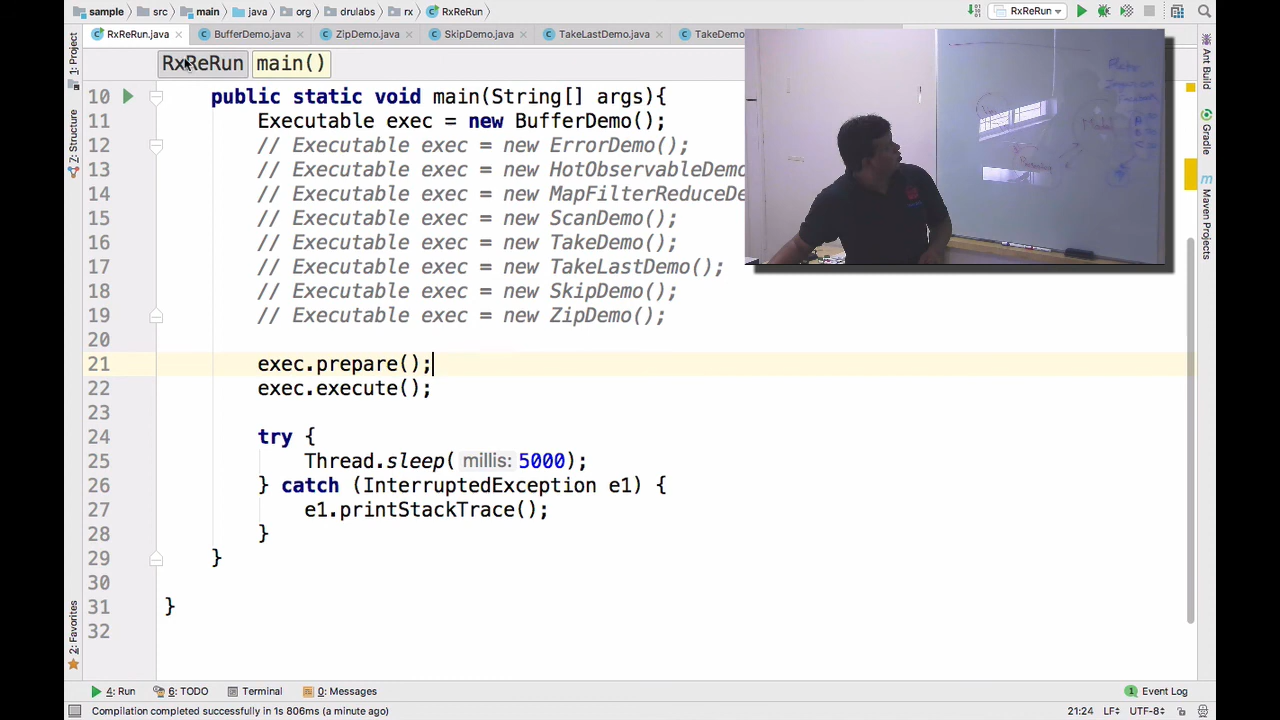 sample > src > main > java > org > drulabs > rx > RxReRun
RxReRun
RxReRun.java BufferDemo.java ZipDemo.java SkipDemo.java TakeLastDemo.java TakeDemo
RxReRun main()
10 public static void main(String[] args){
11 Executable exec = new BufferDemo();
12 // Executable exec = new ErrorDemo();
13 // Executable exec = new HotObservableDemo
14 // Executable exec = new MapFilterReduceDe
15 // Executable exec = new ScanDemo();
16 // Executable exec = new TakeDemo();
17 // Executable exec = new TakeLastDemo();
18 // Executable exec = new SkipDemo();
19 // Executable exec = new ZipDemo();
20
21 exec.prepare();
22 exec.execute();
23
24 try {
25 Thread.sleep( millis: 5000);
26 } catch (InterruptedException e1) {
27 e1.printStackTrace();
28 }
29 }
30
31 }
32
1: Project
7: Structure
2: Favorites
Ant Build
Gradle
Maven Projects
4: Run 6: TODO Terminal 0: Messages 1 Event Log
Compilation completed successfully in 1s 806ms (a minute ago) 21:24 LF UTF-8